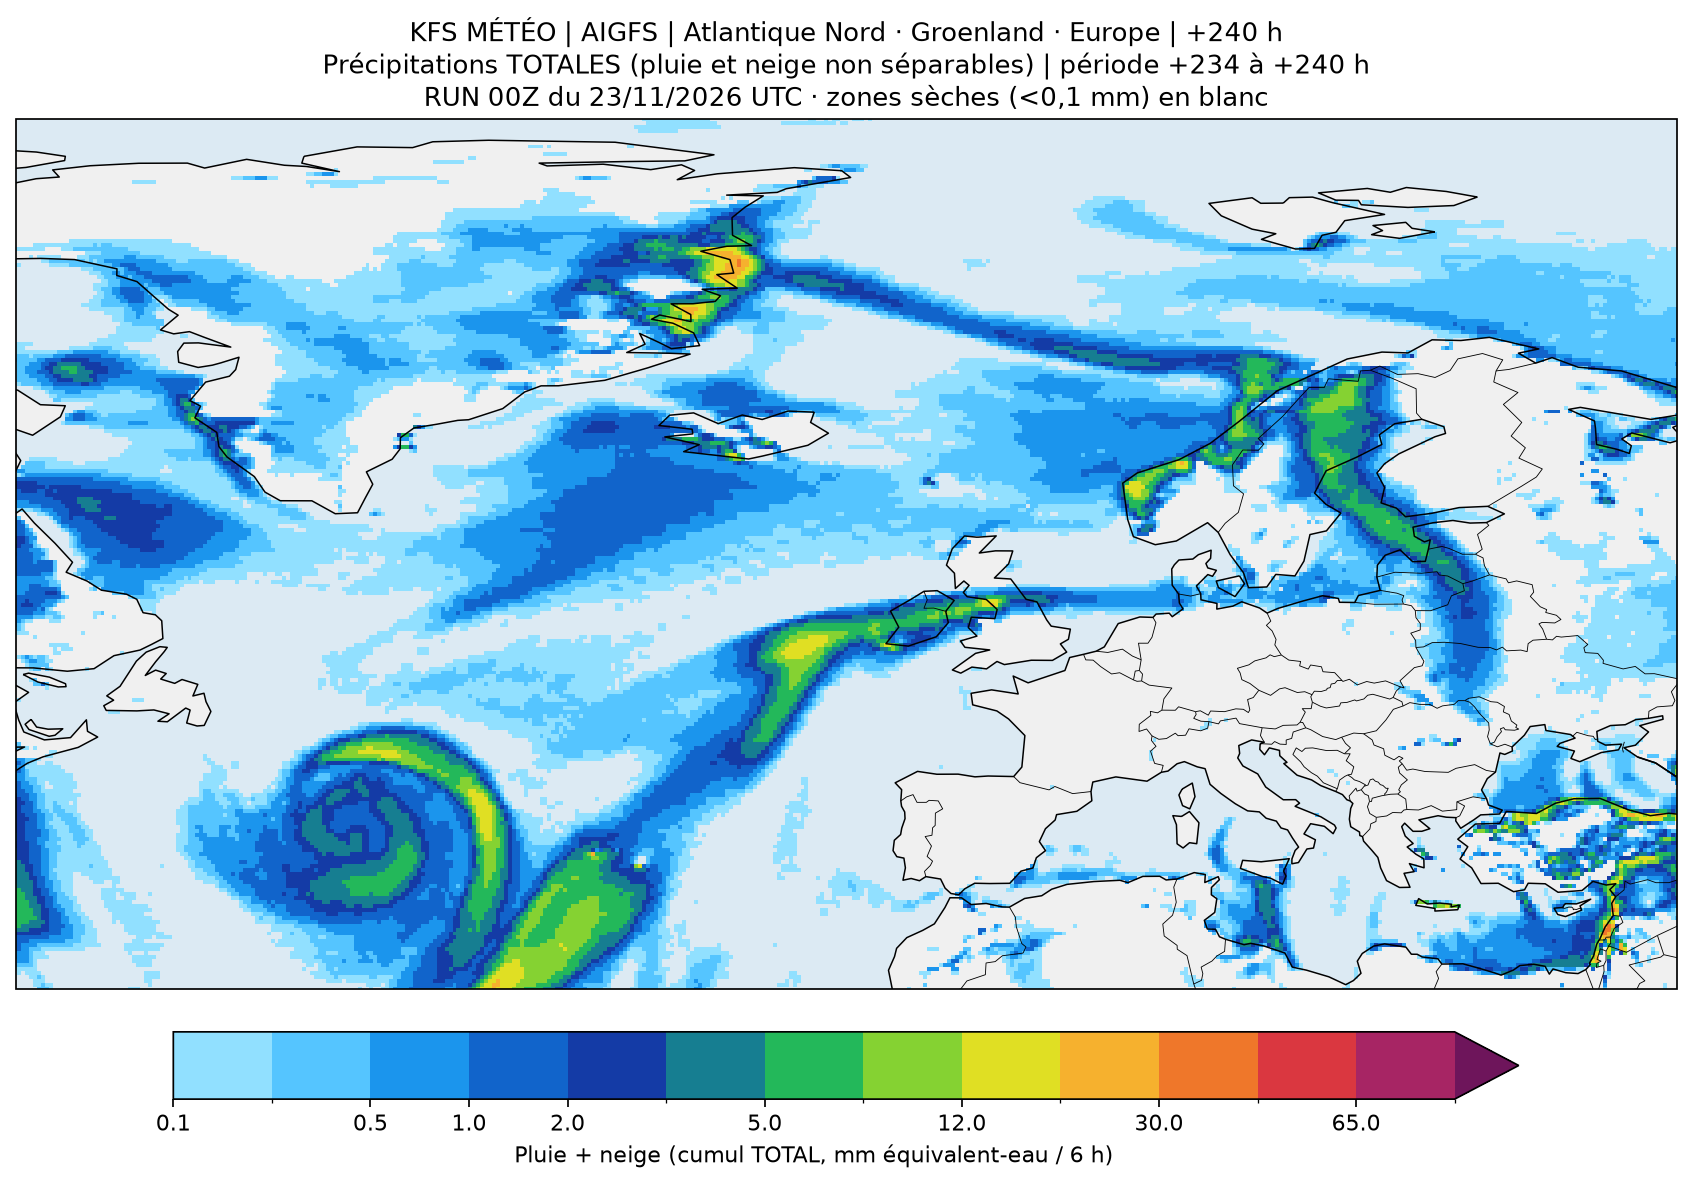 KFS MÉTÉO | AIGFS | Atlantique Nord · Groenland · Europe | +240 h
Précipitations TOTALES (pluie et neige non séparables) | période +234 à +240 h
RUN 00Z du 23/11/2026 UTC · zones sèches (<0,1 mm) en blanc
0.1 0.5 1.0 2.0 5.0 12.0 30.0 65.0
Pluie + neige (cumul TOTAL, mm équivalent-eau / 6 h)